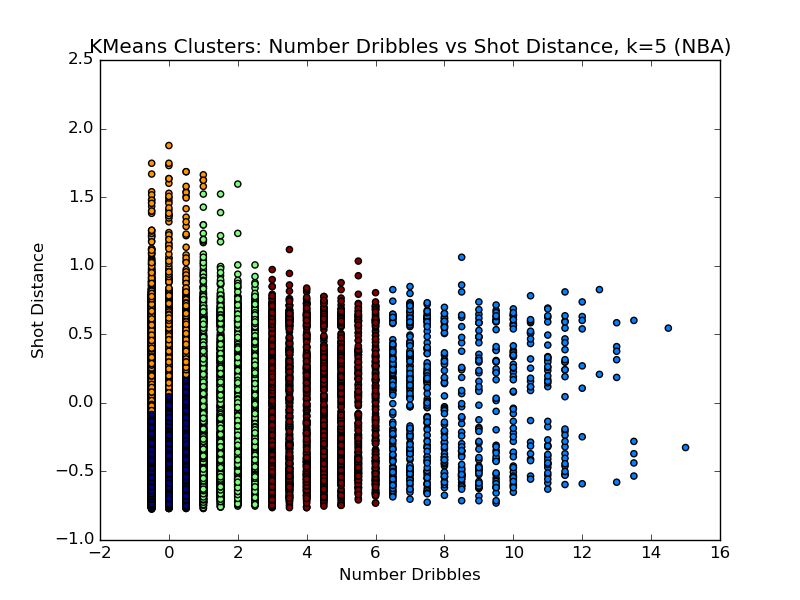 KMeans Clusters: Number Dribbles vs Shot Distance, k=5 (NBA)
2.5
2.0
1.5
1.0
0.5
0.0
−0.5
−1.0
Shot Distance
−2 0 2 4 6 8 10 12 14 16
Number Dribbles